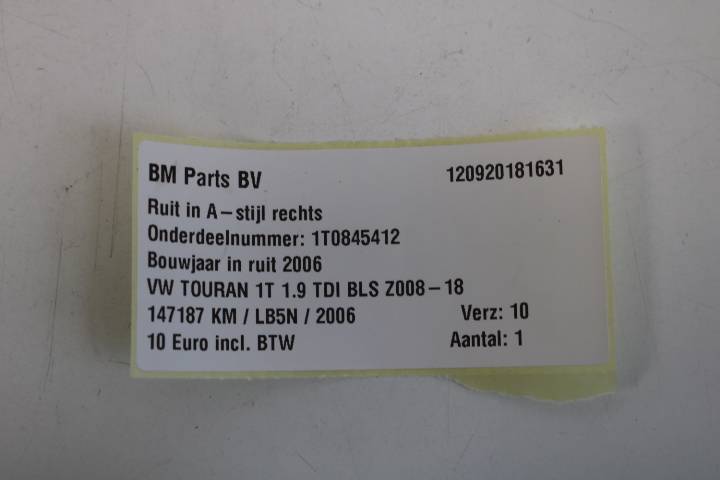 BM Parts BV 120920181631
Ruit in A-stijl rechts
Onderdeelnummer: 1T0845412
Bouwjaar in ruit 2006
VW TOURAN 1T 1.9 TDI BLS Z008-18
147187 KM / LB5N / 2006 Verz: 10
10 Euro incl. BTW Aantal: 1